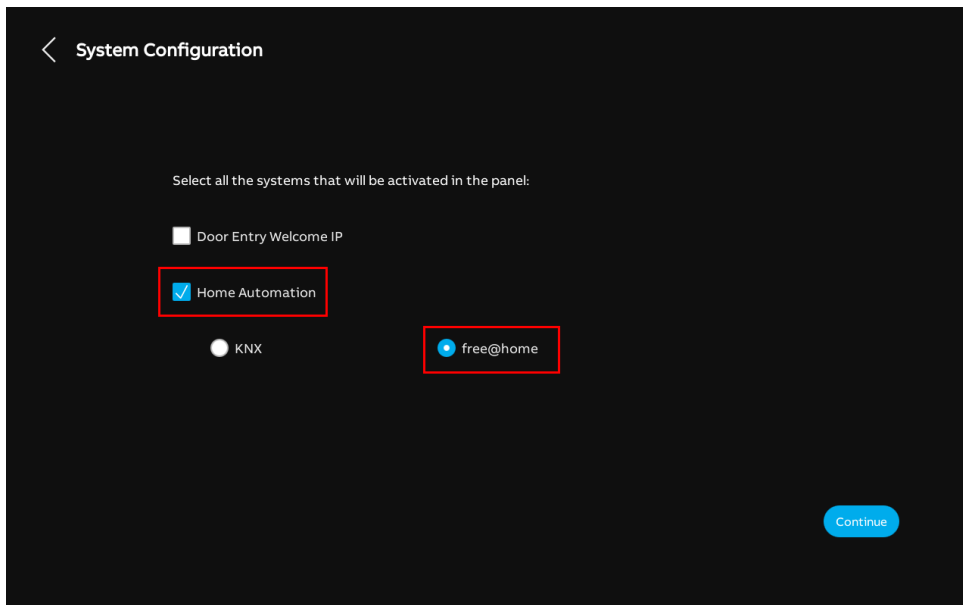 System Configuration
Select all the systems that will be activated in the panel:
Door Entry Welcome IP
Home Automation
KNX
free@home
Continue